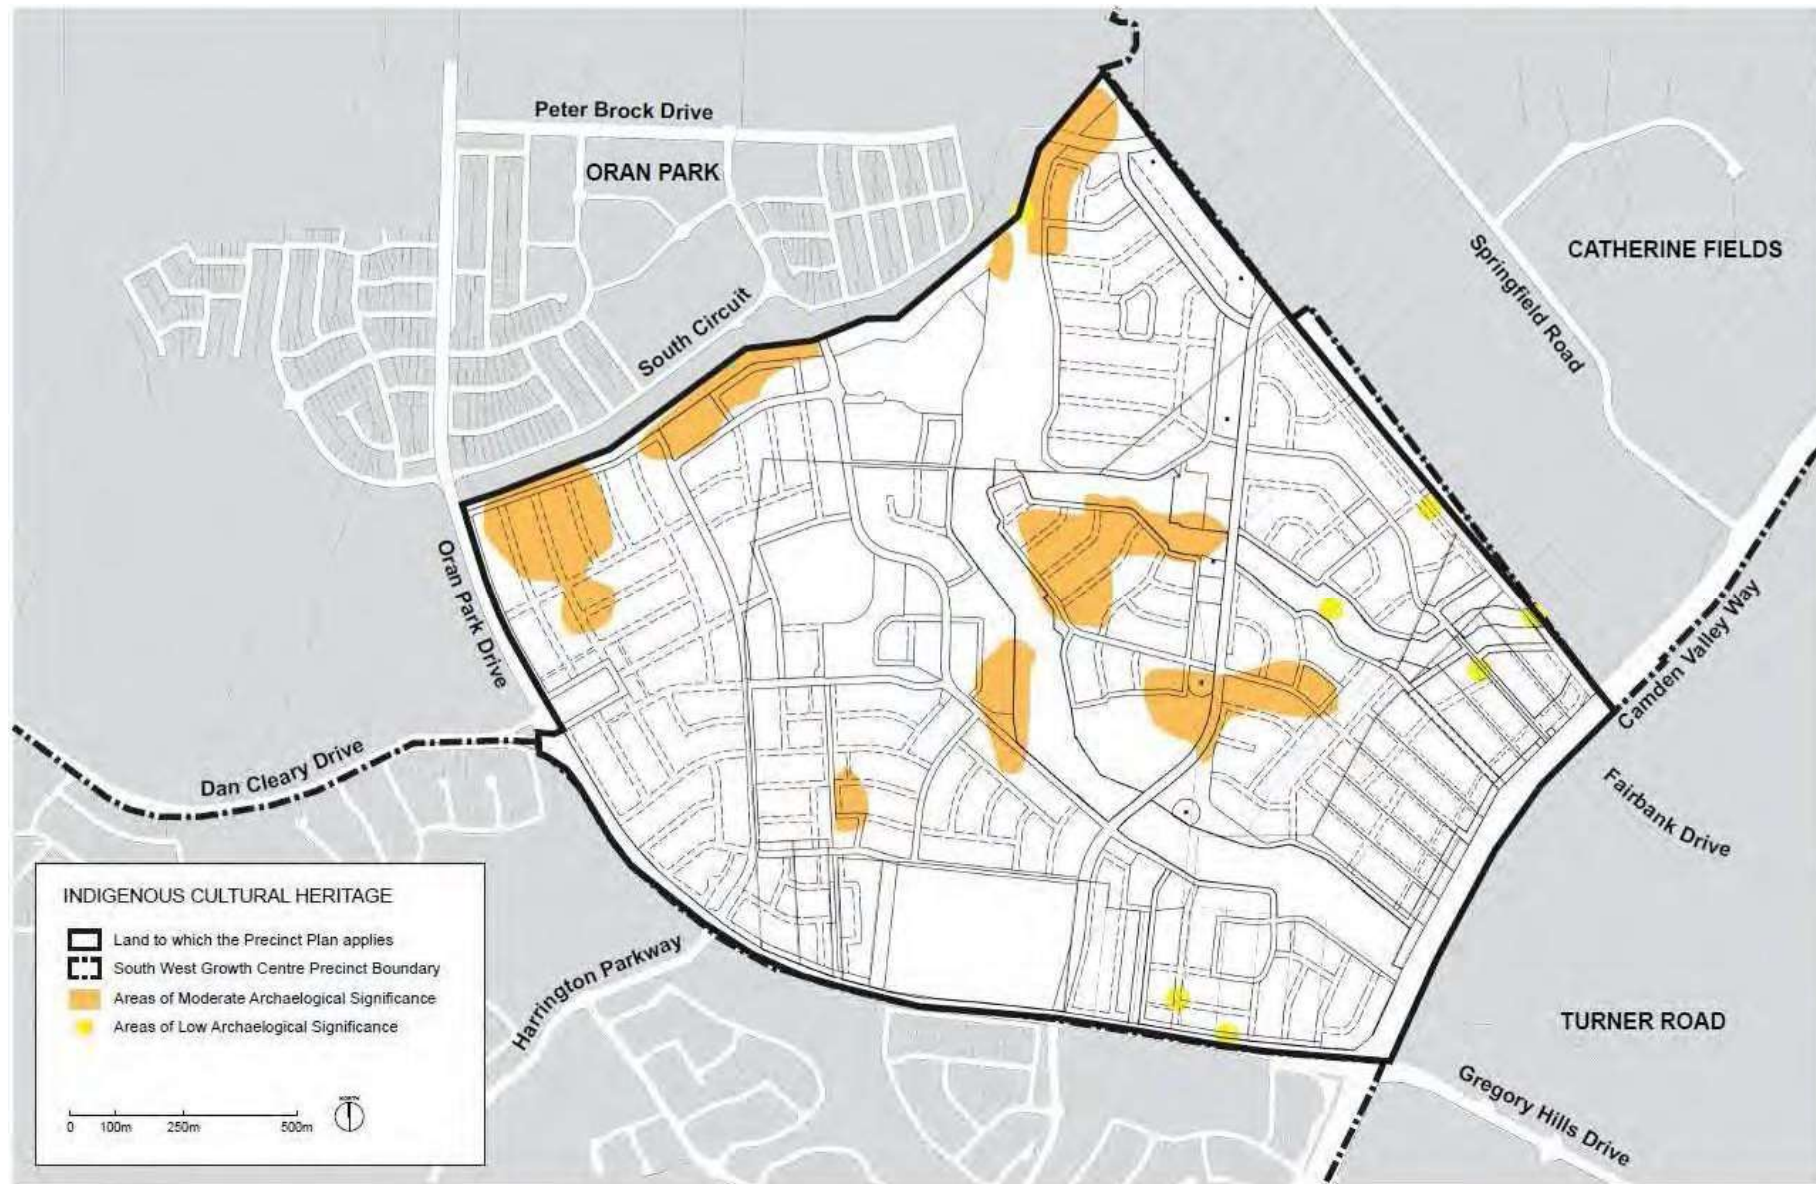 Peter Brock Drive
ORAN PARK
South Circuit
Springfield Road
CATHERINE FIELDS
Oran Park Drive
Camden Valley Way
Dan Cleary Drive
Fairbank Drive
Harrington Parkway
TURNER ROAD
Gregory Hills Drive
INDIGENOUS CULTURAL HERITAGE
Land to which the Precinct Plan applies
South West Growth Centre Precinct Boundary
Areas of Moderate Archaelogical Significance
Areas of Low Archaelogical Significance
NORTH
0 100m 250m 500m